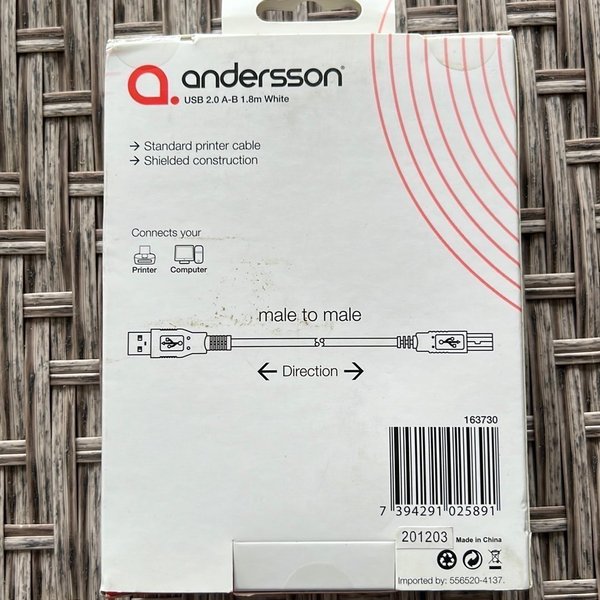 andersson®
USB 2.0 A-B 1.8m White
→ Standard printer cable
→ Shielded construction
Connects your
Printer Computer
male to male
← Direction →
163730
7 394291 025891
201203 Made in China
Imported by: 556520-4137.